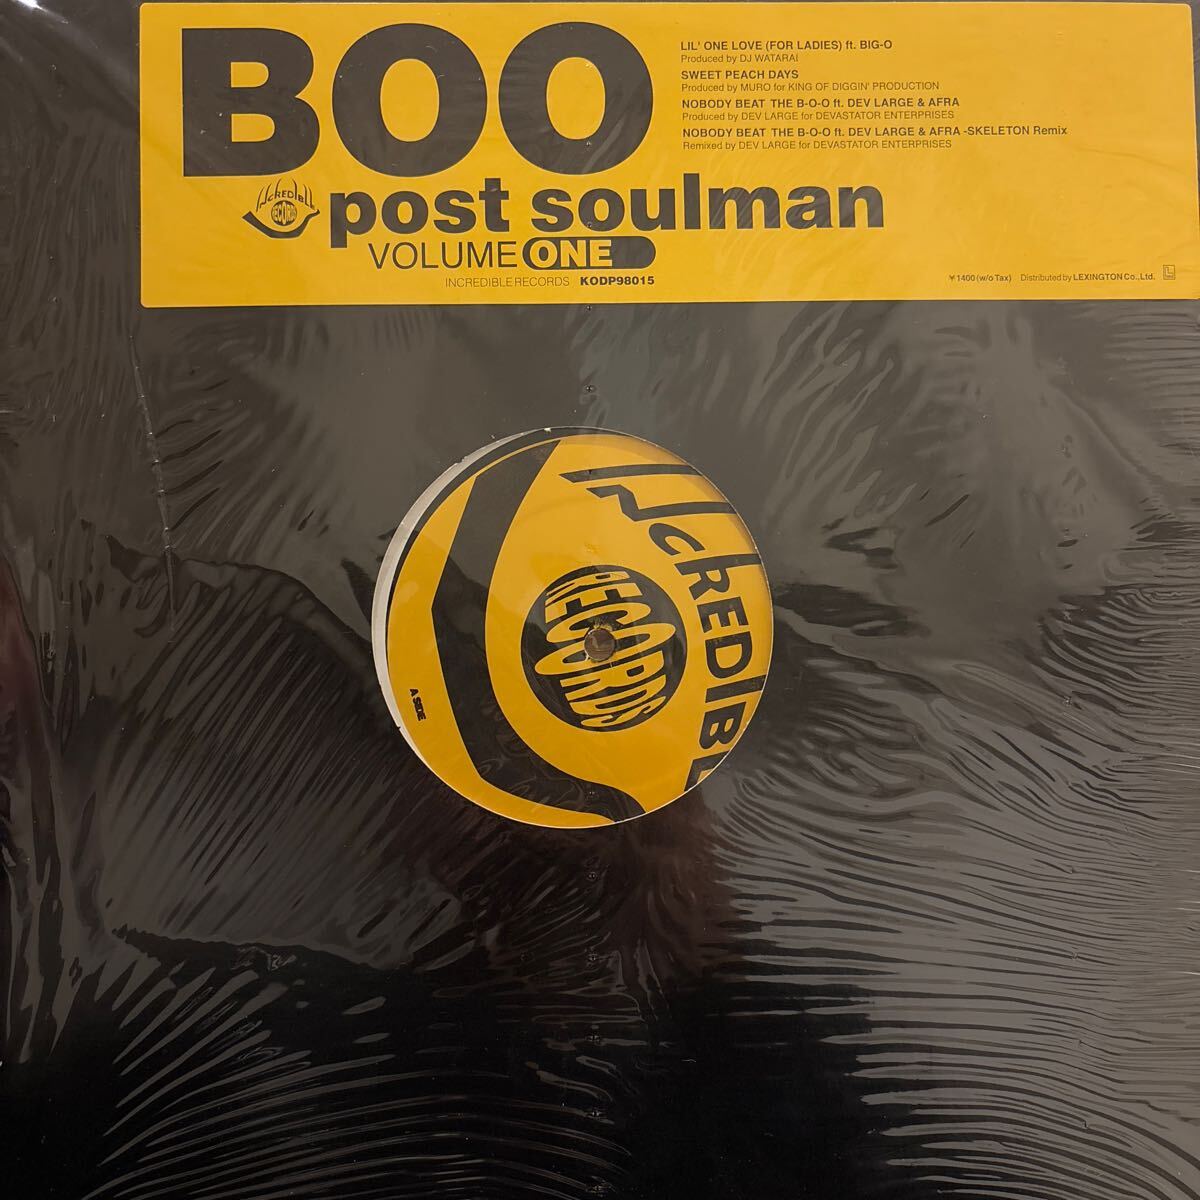 BOO
LIL' ONE LOVE (FOR LADIES) ft. BIG-O
Produced by DJ WATARAI
SWEET PEACH DAYS
Produced by MURO for KING OF DIGGIN' PRODUCTION
NOBODY BEAT THE B-O-O ft. DEV LARGE & AFRA
Produced by DEV LARGE for DEVASTATOR ENTERPRISES
NOBODY BEAT THE B-O-O ft. DEV LARGE & AFRA -SKELETON Remix
Remixed by DEV LARGE for DEVASTATOR ENTERPRISES
INCREDIBLE
RECORDS
post soulman
VOLUME ONE
INCREDIBLE RECORDS KODP98015
¥1400 (w/o Tax) Distributed by LEXINGTON Co.,Ltd. L
INCREDIBL
RECORDS
A SIDE